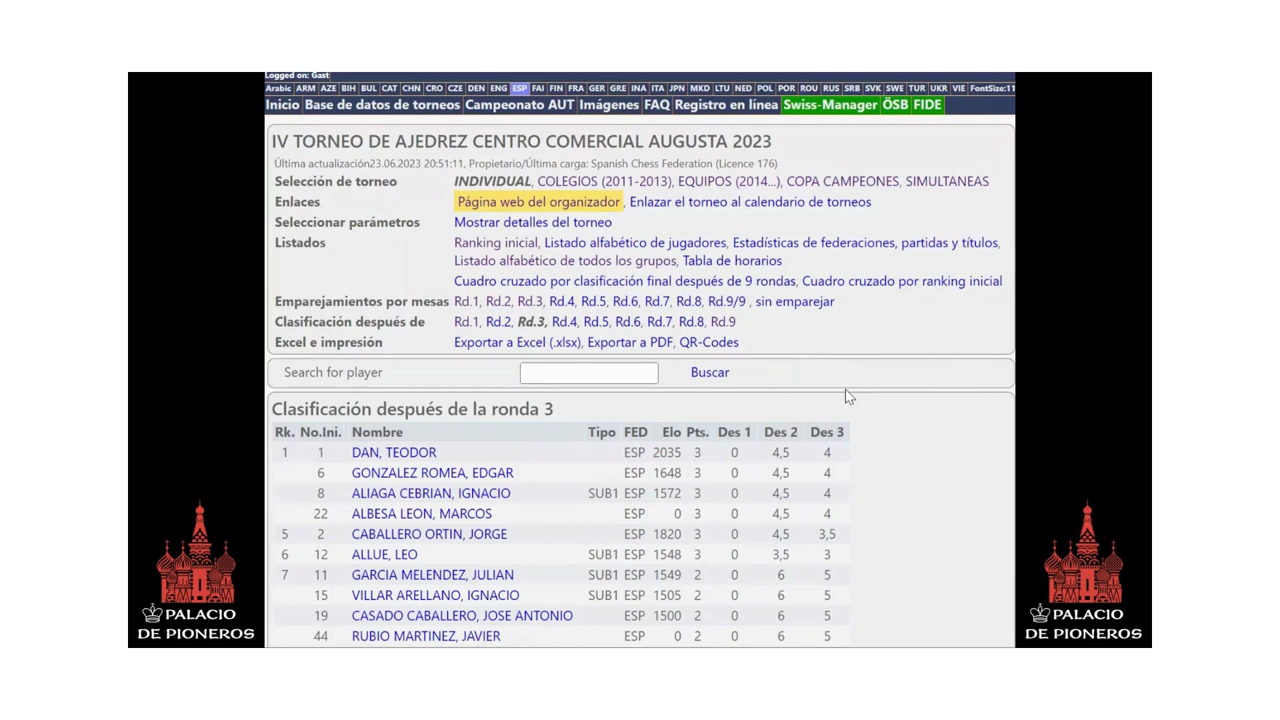 Logged on: Gast
Arabic ARM AZE BIH BUL CAT CHN CRO CZE DEN ENG ESP FAI FIN FRA GER GRE INA ITA JPN MKD LTU NED POL POR ROU RUS SRB SVK SWE TUR UKR VIE FontSize:11
Inicio Base de datos de torneos Campeonato AUT Imágenes FAQ Registro en línea Swiss-Manager ÖSB FIDE
IV TORNEO DE AJEDREZ CENTRO COMERCIAL AUGUSTA 2023
Última actualización23.06.2023 20:51:11, Propietario/Última carga: Spanish Chess Federation (Licence 176)
Selección de torneo INDIVIDUAL, COLEGIOS (2011-2013), EQUIPOS (2014...), COPA CAMPEONES, SIMULTANEAS
Enlaces Página web del organizador , Enlazar el torneo al calendario de torneos
Seleccionar parámetros Mostrar detalles del torneo
Listados Ranking inicial, Listado alfabético de jugadores, Estadísticas de federaciones, partidas y títulos,
Listado alfabético de todos los grupos, Tabla de horarios
Cuadro cruzado por clasificación final después de 9 rondas, Cuadro cruzado por ranking inicial
Emparejamientos por mesas Rd.1, Rd.2, Rd.3, Rd.4, Rd.5, Rd.6, Rd.7, Rd.8, Rd.9/9 , sin emparejar
Clasificación después de Rd.1, Rd.2, Rd.3, Rd.4, Rd.5, Rd.6, Rd.7, Rd.8, Rd.9
Excel e impresión Exportar a Excel (.xlsx), Exportar a PDF, QR-Codes
Search for player Buscar
Clasificación después de la ronda 3
Rk. No.Ini. Nombre Tipo FED Elo Pts. Des 1 Des 2 Des 3
1 1 DAN, TEODOR ESP 2035 3 0 4,5 4
6 GONZALEZ ROMEA, EDGAR ESP 1648 3 0 4,5 4
8 ALIAGA CEBRIAN, IGNACIO SUB1 ESP 1572 3 0 4,5 4
22 ALBESA LEON, MARCOS ESP 0 3 0 4,5 4
5 2 CABALLERO ORTIN, JORGE ESP 1820 3 0 4,5 3,5
6 12 ALLUE, LEO SUB1 ESP 1548 3 0 3,5 3
7 11 GARCIA MELENDEZ, JULIAN SUB1 ESP 1549 2 0 6 5
15 VILLAR ARELLANO, IGNACIO SUB1 ESP 1505 2 0 6 5
19 CASADO CABALLERO, JOSE ANTONIO ESP 1500 2 0 6 5
44 RUBIO MARTINEZ, JAVIER ESP 0 2 0 6 5
PALACIO
DE PIONEROS
PALACIO
DE PIONEROS